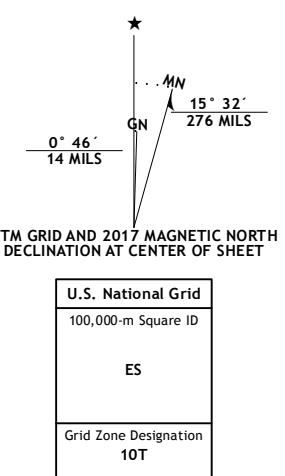 ★
MN
GN
15° 32´
276 MILS
0° 46´
14 MILS
TM GRID AND 2017 MAGNETIC NORTH
DECLINATION AT CENTER OF SHEET
U.S. National Grid
100,000-m Square ID
ES
Grid Zone Designation
10T